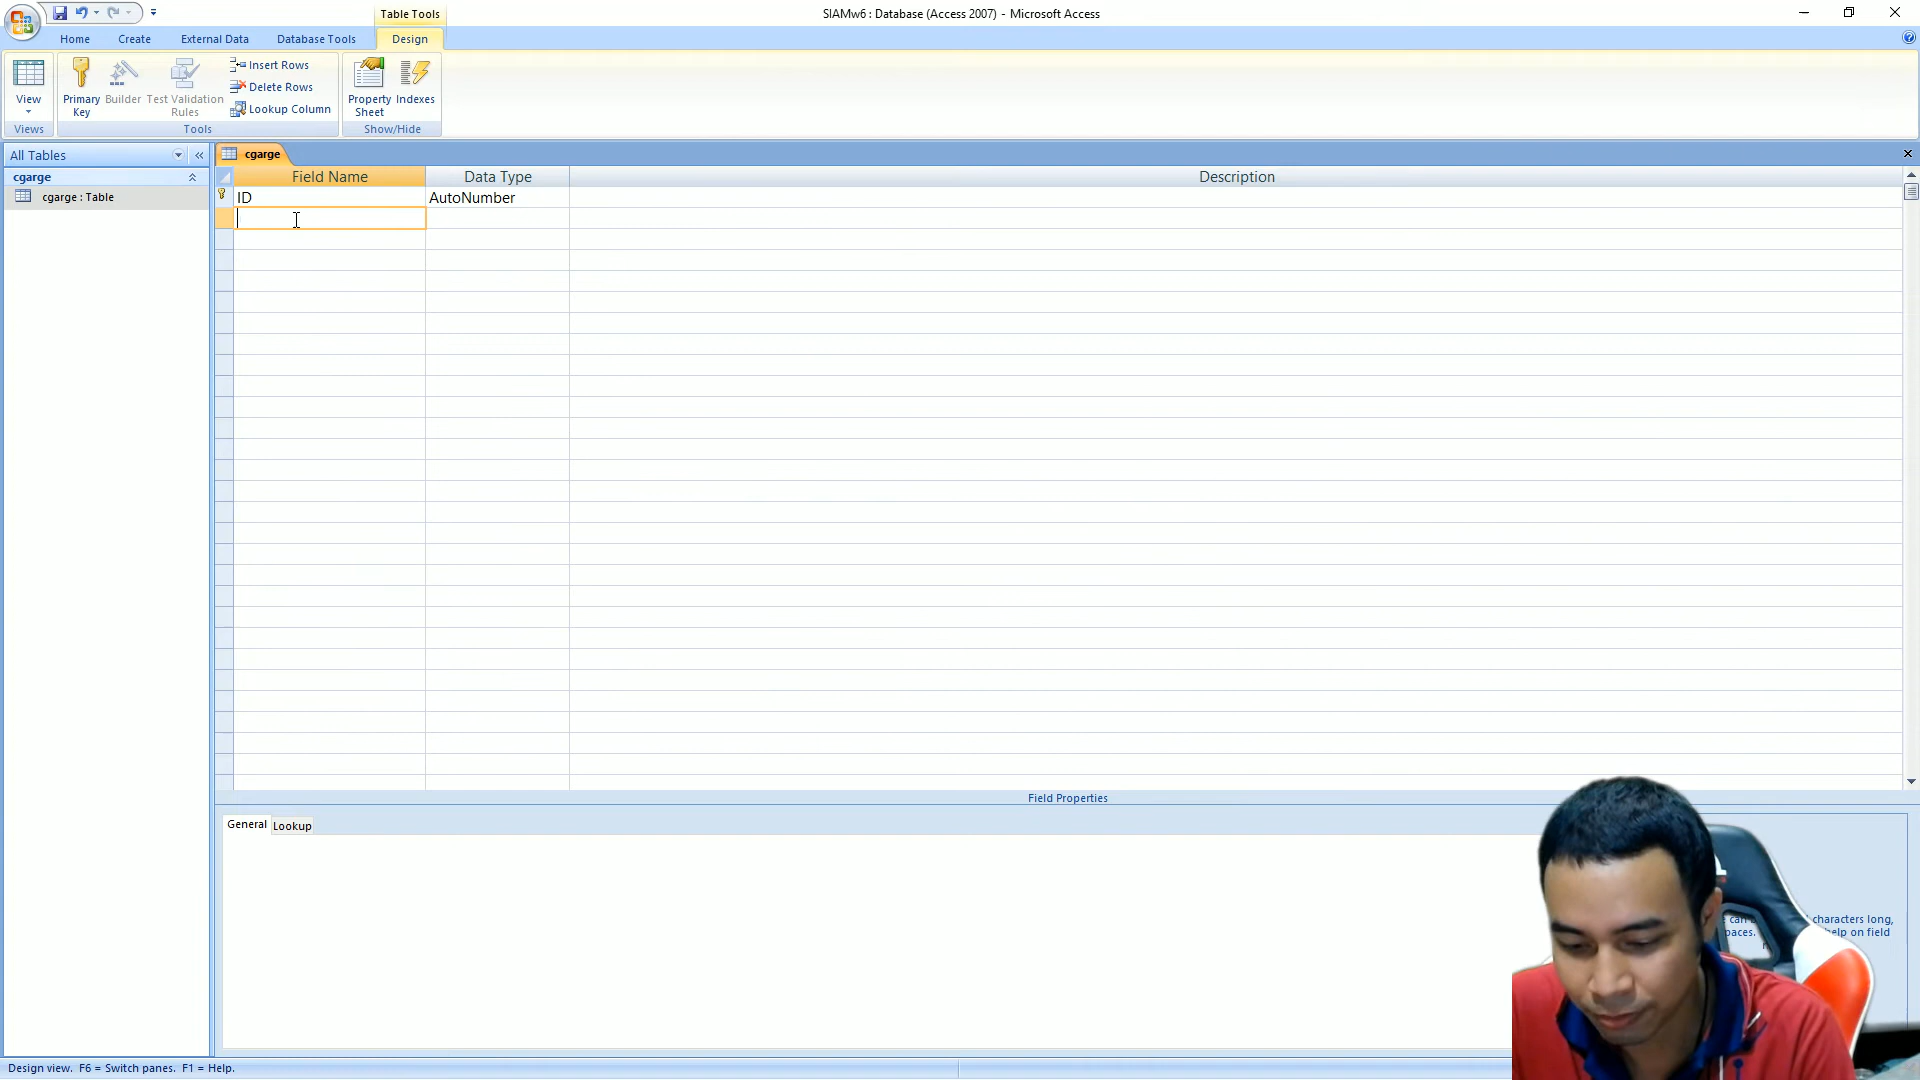 Table Tools
SIAMw6 : Database (Access 2007) - Microsoft Access
Home
Create
External Data
Database Tools
Design
View
Primary Key
Builder
Test Validation Rules
Insert Rows
Delete Rows
Lookup Column
Property Sheet
Indexes
Views
Tools
Show/Hide
All Tables
cgarge
cgarge
cgarge : Table
Field Name
Data Type
Description
ID
AutoNumber
Field Properties
General
Lookup
characters long,
help on field
Design view. F6 = Switch panes. F1 = Help.